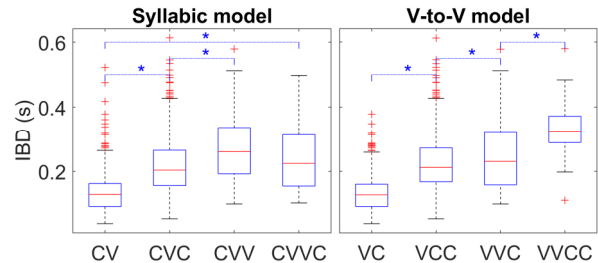 Syllabic model V-to-V model
IBD (s)
0.6
0.4
0.2
* * *
* * *
CV CVC CVV CVVC VC VCC VVC VVCC